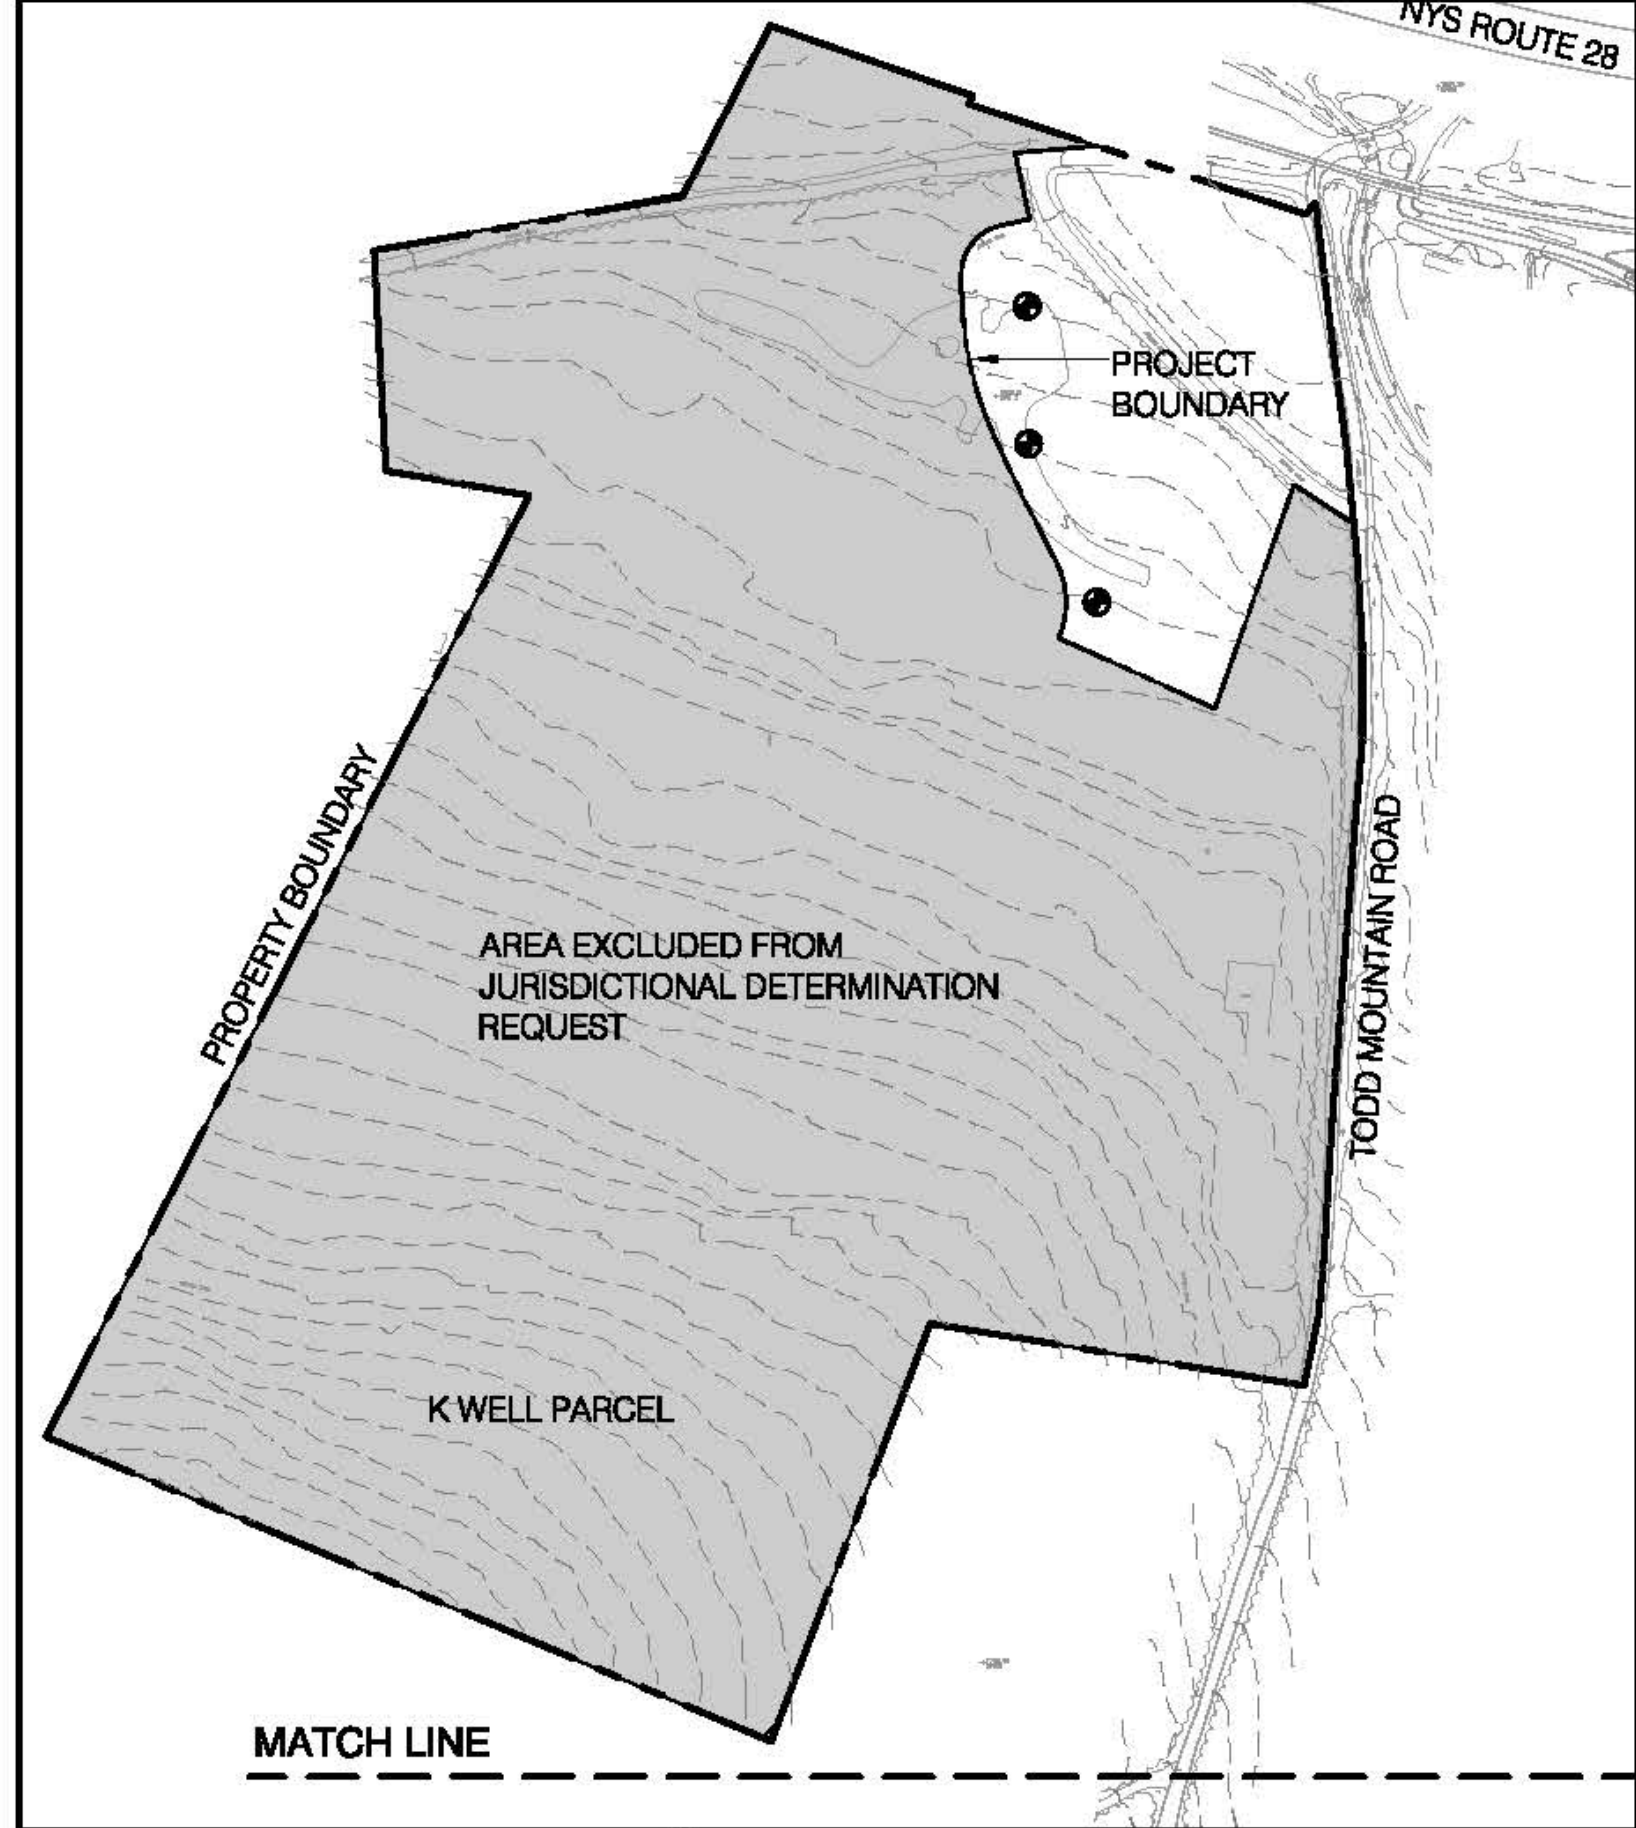 NYS ROUTE 28
PROJECT
BOUNDARY
PROPERTY BOUNDARY
AREA EXCLUDED FROM
JURISDICTIONAL DETERMINATION
REQUEST
TODD MOUNTAIN ROAD
K WELL PARCEL
MATCH LINE